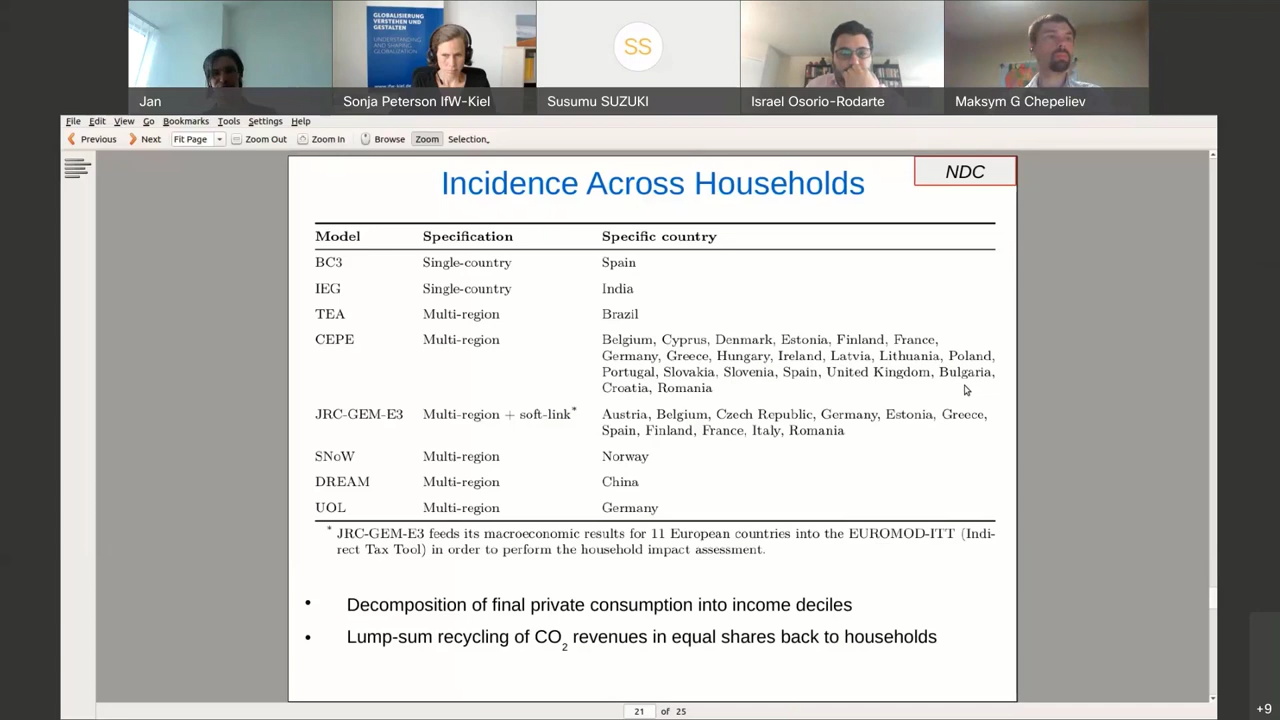 GLOBALISIERUNG
VERSTEHEN UND
GESTALTEN
UNDERSTANDING
AND SHAPING
GLOBALIZATION
SS
Jan
Sonja Peterson IfW-Kiel
Susumu SUZUKI
Israel Osorio-Rodarte
Maksym G Chepeliev
File Edit View Go Bookmarks Tools Settings Help
Previous Next Fit Page Zoom Out Zoom In Browse Zoom Selection
NDC
Incidence Across Households
Model Specification Specific country
BC3 Single-country Spain
IEG Single-country India
TEA Multi-region Brazil
CEPE Multi-region Belgium, Cyprus, Denmark, Estonia, Finland, France,
Germany, Greece, Hungary, Ireland, Latvia, Lithuania, Poland,
Portugal, Slovakia, Slovenia, Spain, United Kingdom, Bulgaria,
Croatia, Romania
JRC-GEM-E3 Multi-region + soft-link* Austria, Belgium, Czech Republic, Germany, Estonia, Greece,
Spain, Finland, France, Italy, Romania
SNoW Multi-region Norway
DREAM Multi-region China
UOL Multi-region Germany
* JRC-GEM-E3 feeds its macroeconomic results for 11 European countries into the EUROMOD-ITT (Indi-
rect Tax Tool) in order to perform the household impact assessment.
• Decomposition of final private consumption into income deciles
• Lump-sum recycling of CO2 revenues in equal shares back to households
21 of 25
+9